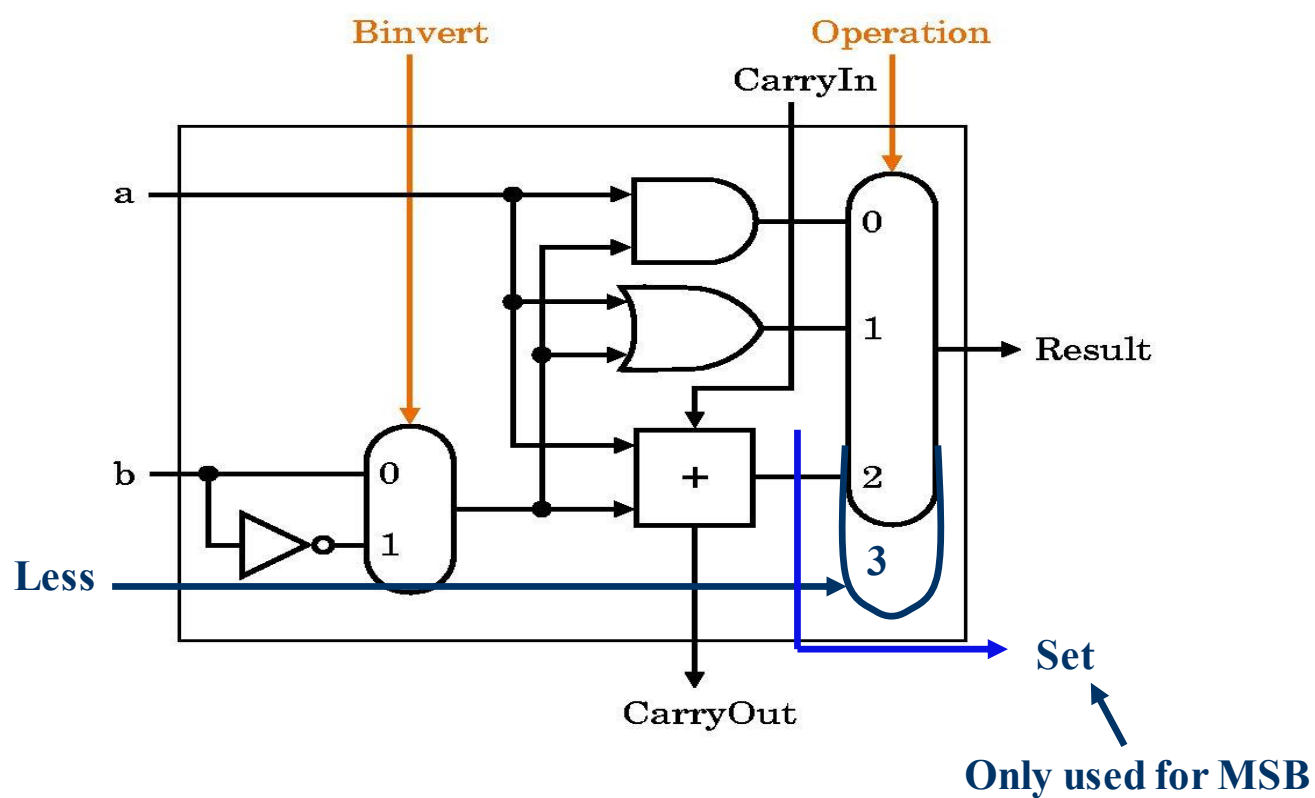 Binvert
Operation
CarryIn
a
0
1
Result
b
0
2
+
1
3
Less
Set
CarryOut
Only used for MSB